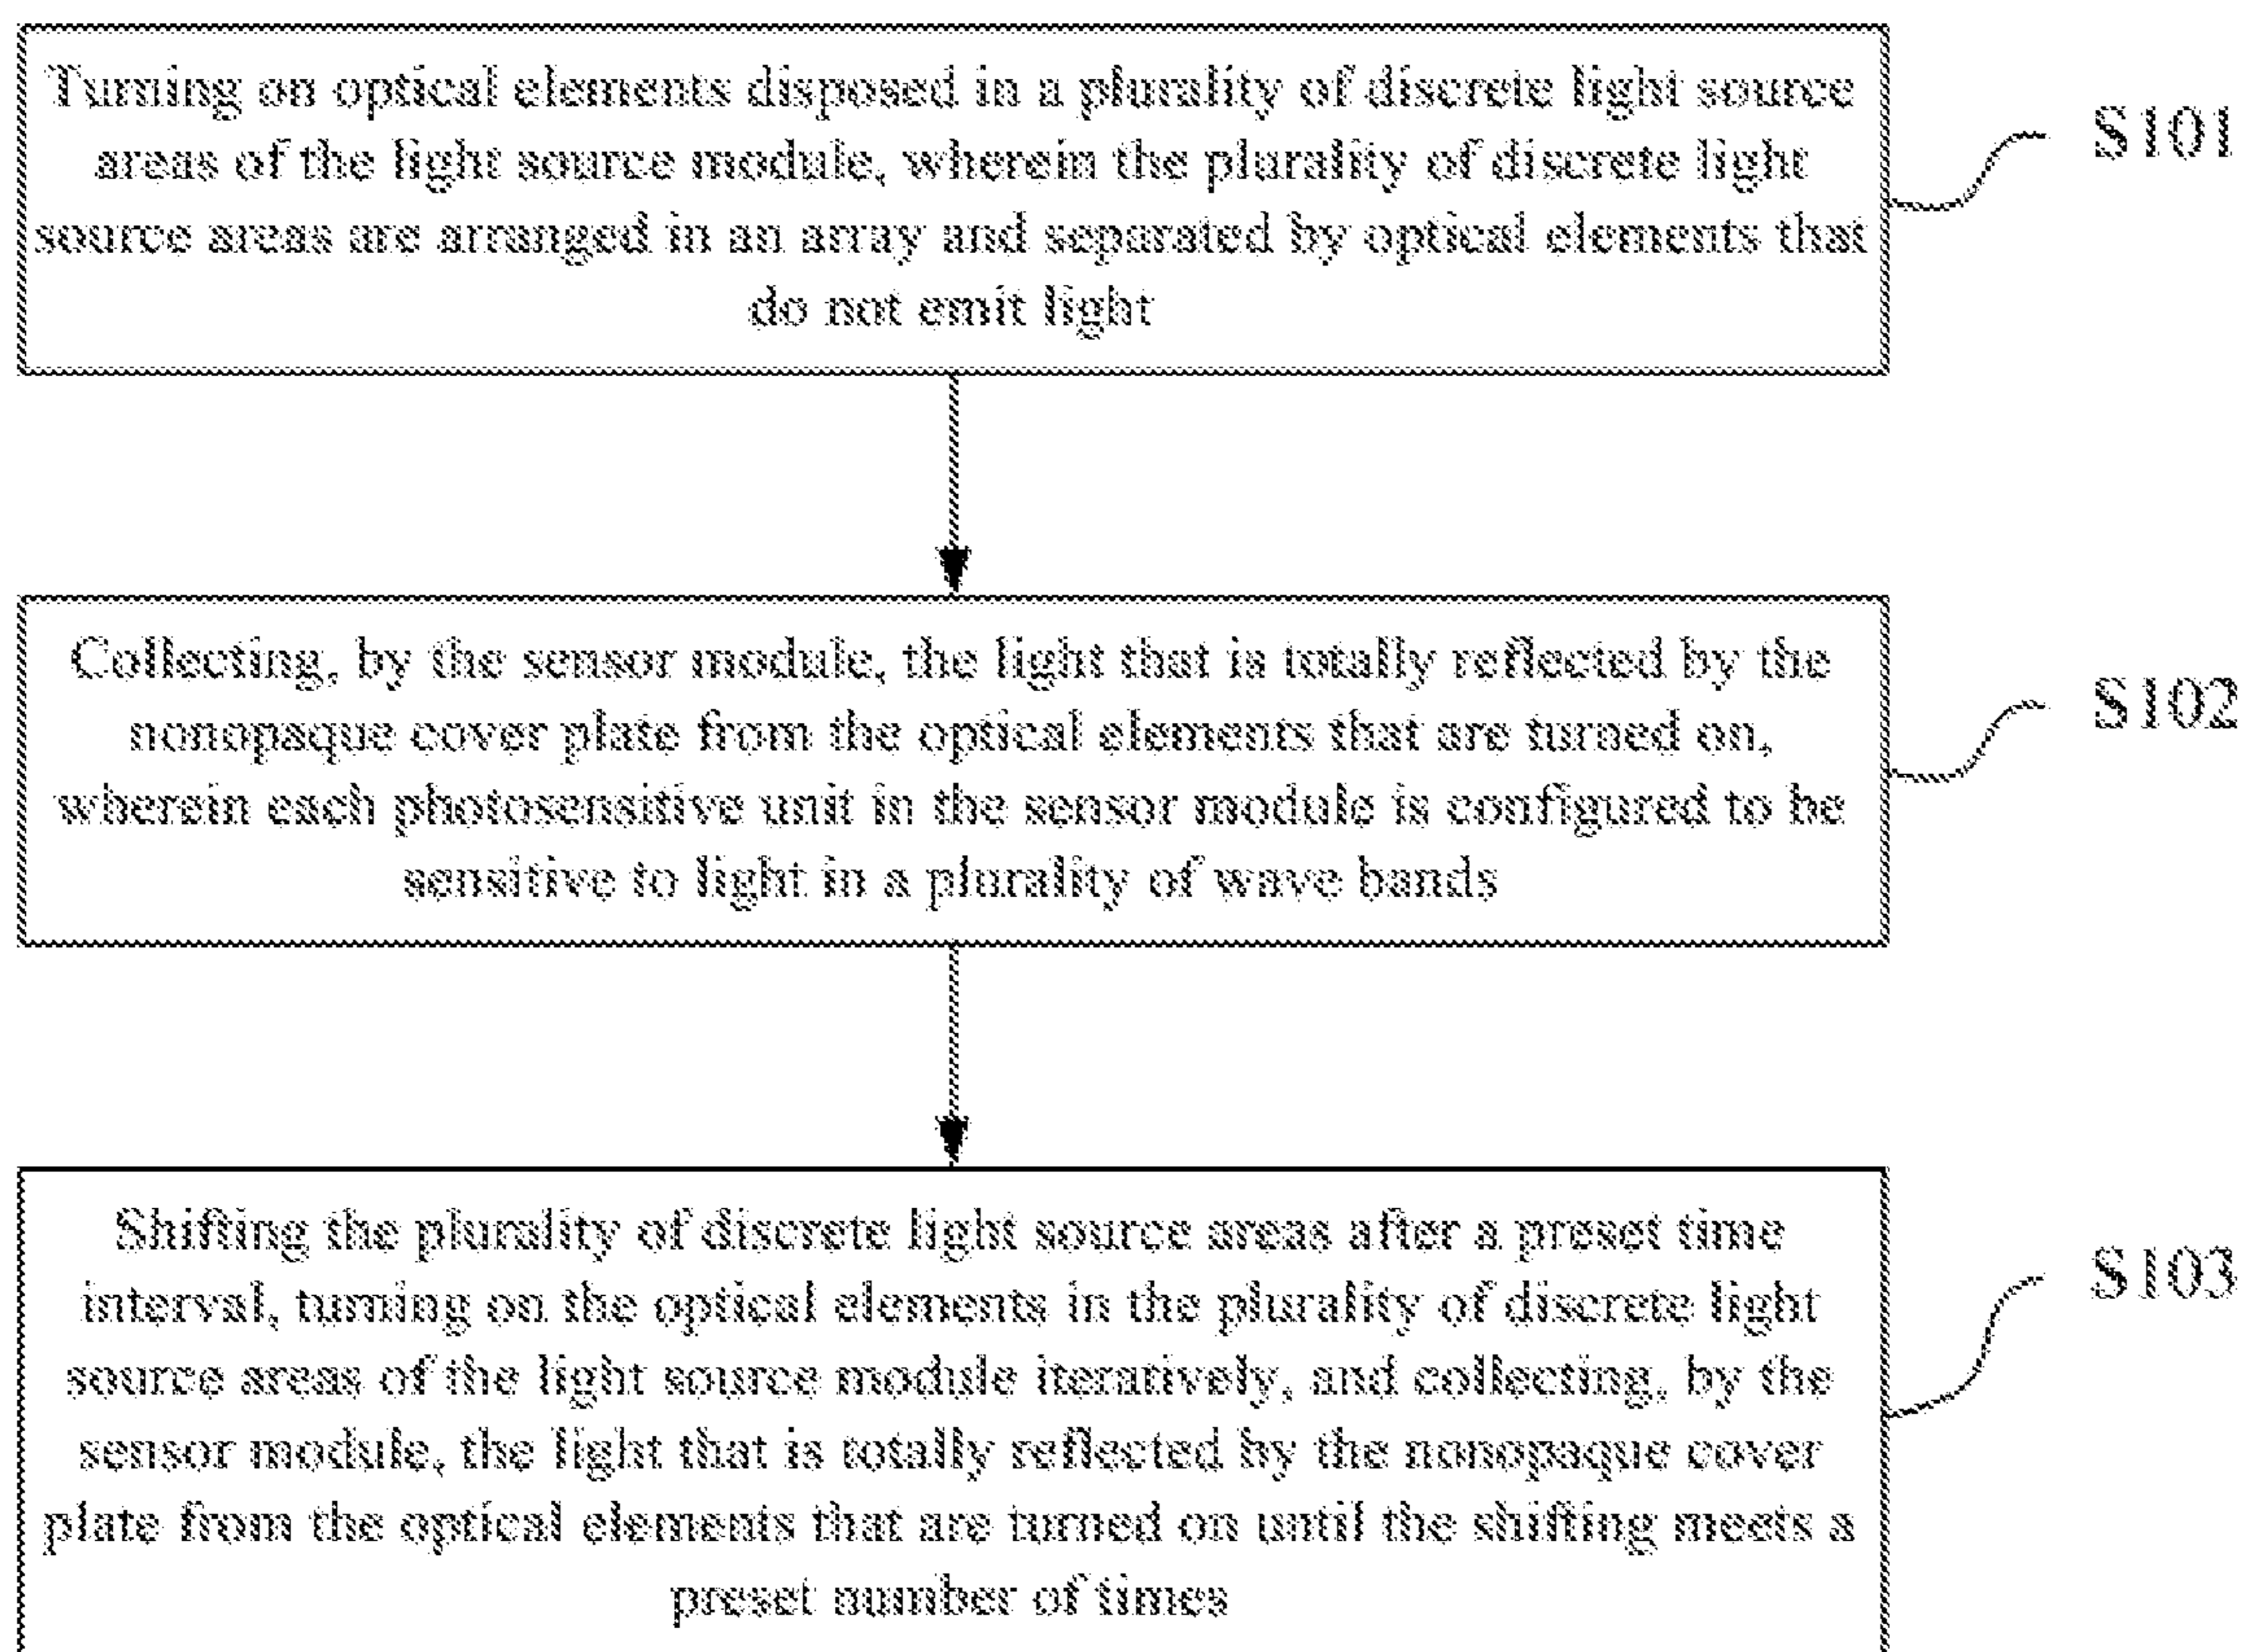 Turning on optical elements disposed in a plurality of discrete light source
areas of the light source module, wherein the plurality of discrete light
source areas are arranged in an array and separated by optical elements that
do not emit light
S101
Collecting, by the sensor module, the light that is totally reflected by the
nonopaque cover plate from the optical elements that are turned on,
wherein each photosensitive unit in the sensor module is configured to be
sensitive to light in a plurality of wave bands
S102
Shifting the plurality of discrete light source areas after a preset time
interval, turning on the optical elements in the plurality of discrete light
source areas of the light source module iteratively, and collecting, by the
sensor module, the light that is totally reflected by the nonopaque cover
plate from the optical elements that are turned on until the shifting meets a
preset number of times
S103